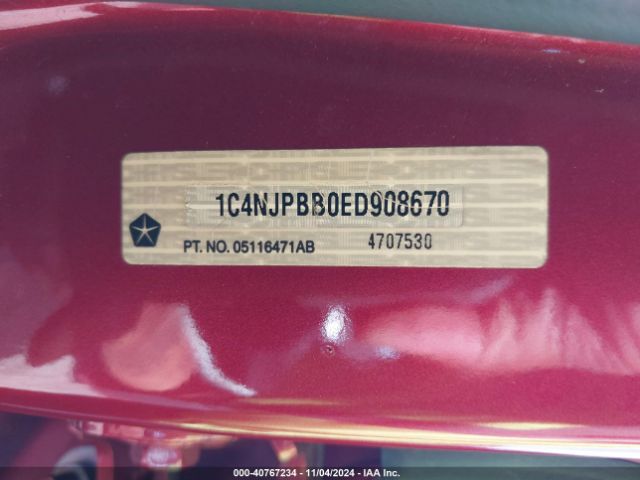 1C4NJPBB0ED908670
PT. NO. 05116471AB 4707530
000-40767234 - 11/04/2024 - IAA Inc.